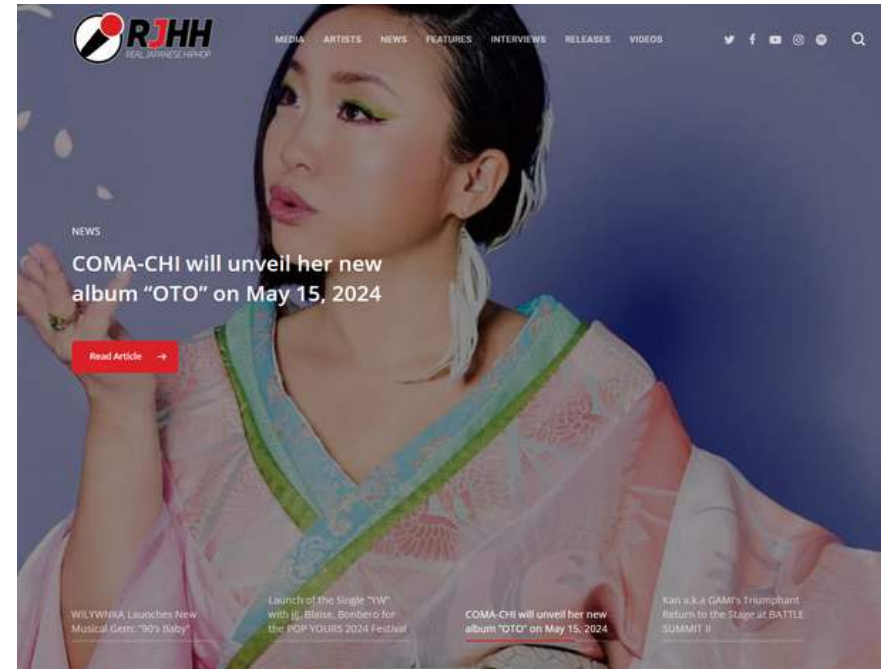 RJHH
REAL JAPANESE HIPHOP
MEDIA ARTISTS NEWS FEATURES INTERVIEWS RELEASES VIDEOS
NEWS
COMA-CHI will unveil her new
album “OTO” on May 15, 2024
Read Article →
WILYWNKA Launches New
Musical Gem: “90’s Baby”
Launch of the Single “YW”
with jjj, Blaise, Bonbero for
the POP YOURS 2024 Festival
COMA-CHI will unveil her new
album “OTO” on May 15, 2024
Kan a.k.a GAMI’s Triumphant
Return to the Stage at BATTLE
SUMMIT II